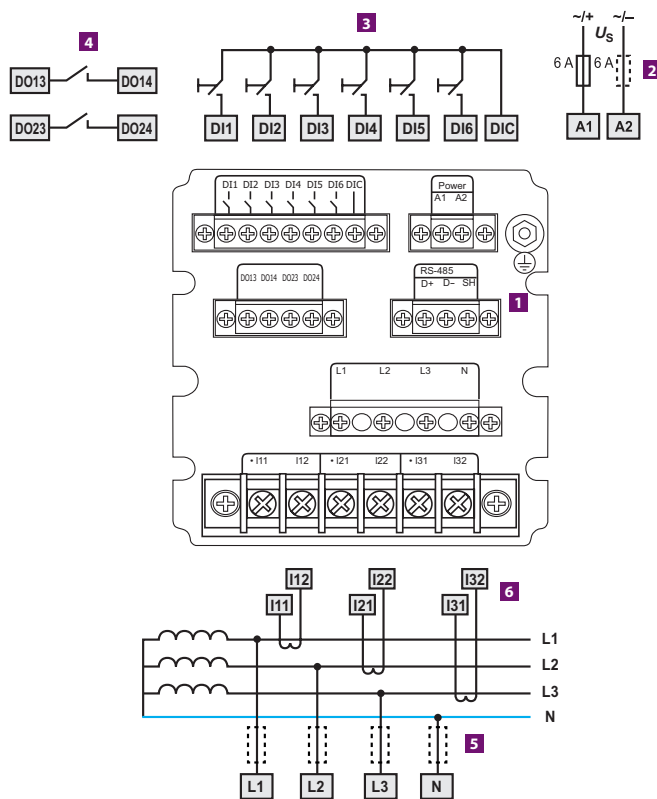 3
4
~/+ ~/–
US
6 A 6 A 2
DO13 DO14
DO23 DO24
DI1 DI2 DI3 DI4 DI5 DI6 DIC
A1 A2
DI1 DI2 DI3 DI4 DI5 DI6 DIC
Power
A1 A2
DO13 DO14 DO23 DO24
RS-485
D+ D– SH
1
L1 L2 L3 N
• I11 I12 • I21 I22 • I31 I32
I12 I22 I32
6
I11 I21 I31
L1
L2
L3
N
5
L1 L2 L3 N